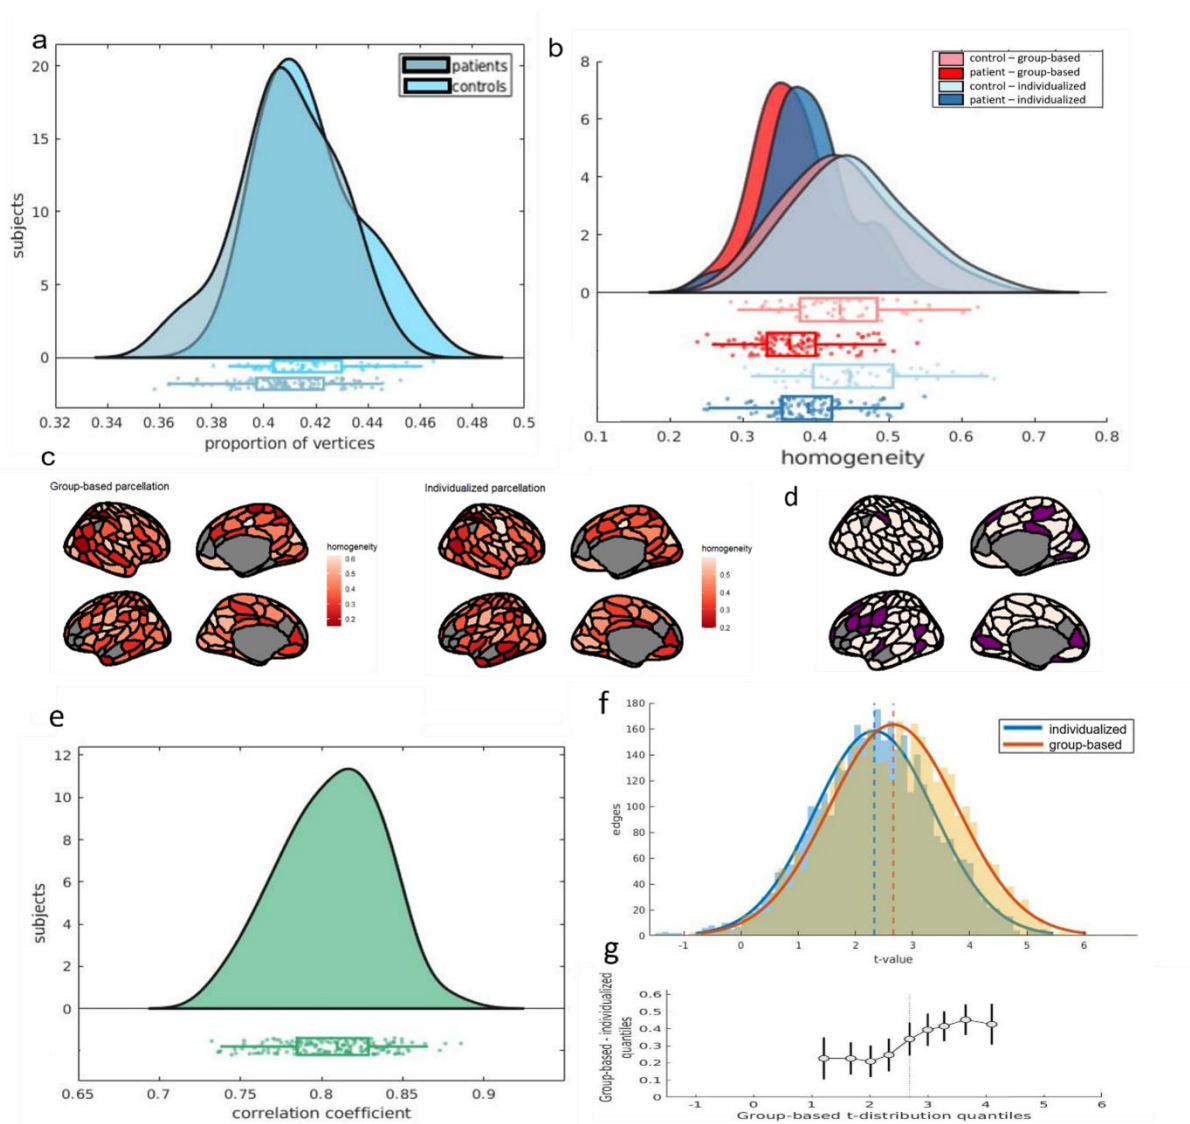 a
20
15
10
5
0
subjects
patients
controls
0.32 0.34 0.36 0.38 0.4 0.42 0.44 0.46 0.48 0.5
proportion of vertices
b
8
6
4
2
0
control – group-based
patient – group-based
control – individualized
patient – individualized
0.1 0.2 0.3 0.4 0.5 0.6 0.7 0.8
homogeneity
c
Group-based parcellation
homogeneity
0.6
0.5
0.4
0.3
0.2
Individualized parcellation
homogeneity
0.5
0.4
0.3
0.2
d
e
12
10
8
6
4
2
0
subjects
0.65 0.7 0.75 0.8 0.85 0.9
correlation coefficient
f
180
160
140
120
100
80
60
40
20
0
edges
individualized
group-based
-1 0 1 2 3 4 5 6
t-value
g
Group-based - individualized
quantiles
0.6
0.5
0.4
0.3
0.2
0.1
0
-1 0 1 2 3 4 5 6
Group-based t-distribution quantiles